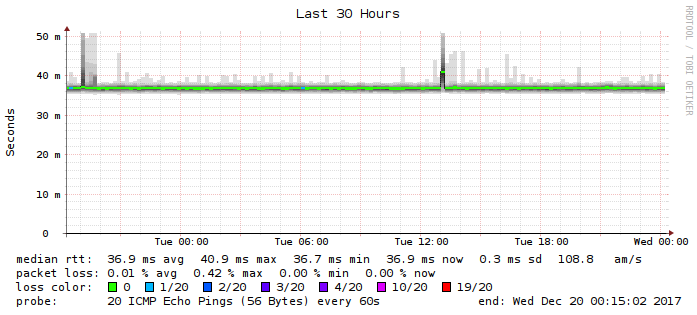 Last 30 Hours
RRDTOOL / TOBI OETIKER
Seconds
50 m
40 m
30 m
20 m
10 m
0
Tue 00:00 Tue 06:00 Tue 12:00 Tue 18:00 Wed 00:00
median rtt: 36.9 ms avg 40.9 ms max 36.7 ms min 36.9 ms now 0.3 ms sd 108.8 am/s
packet loss: 0.01 % avg 0.42 % max 0.00 % min 0.00 % now
loss color: 0 1/20 2/20 3/20 4/20 10/20 19/20
probe: 20 ICMP Echo Pings (56 Bytes) every 60s end: Wed Dec 20 00:15:02 2017